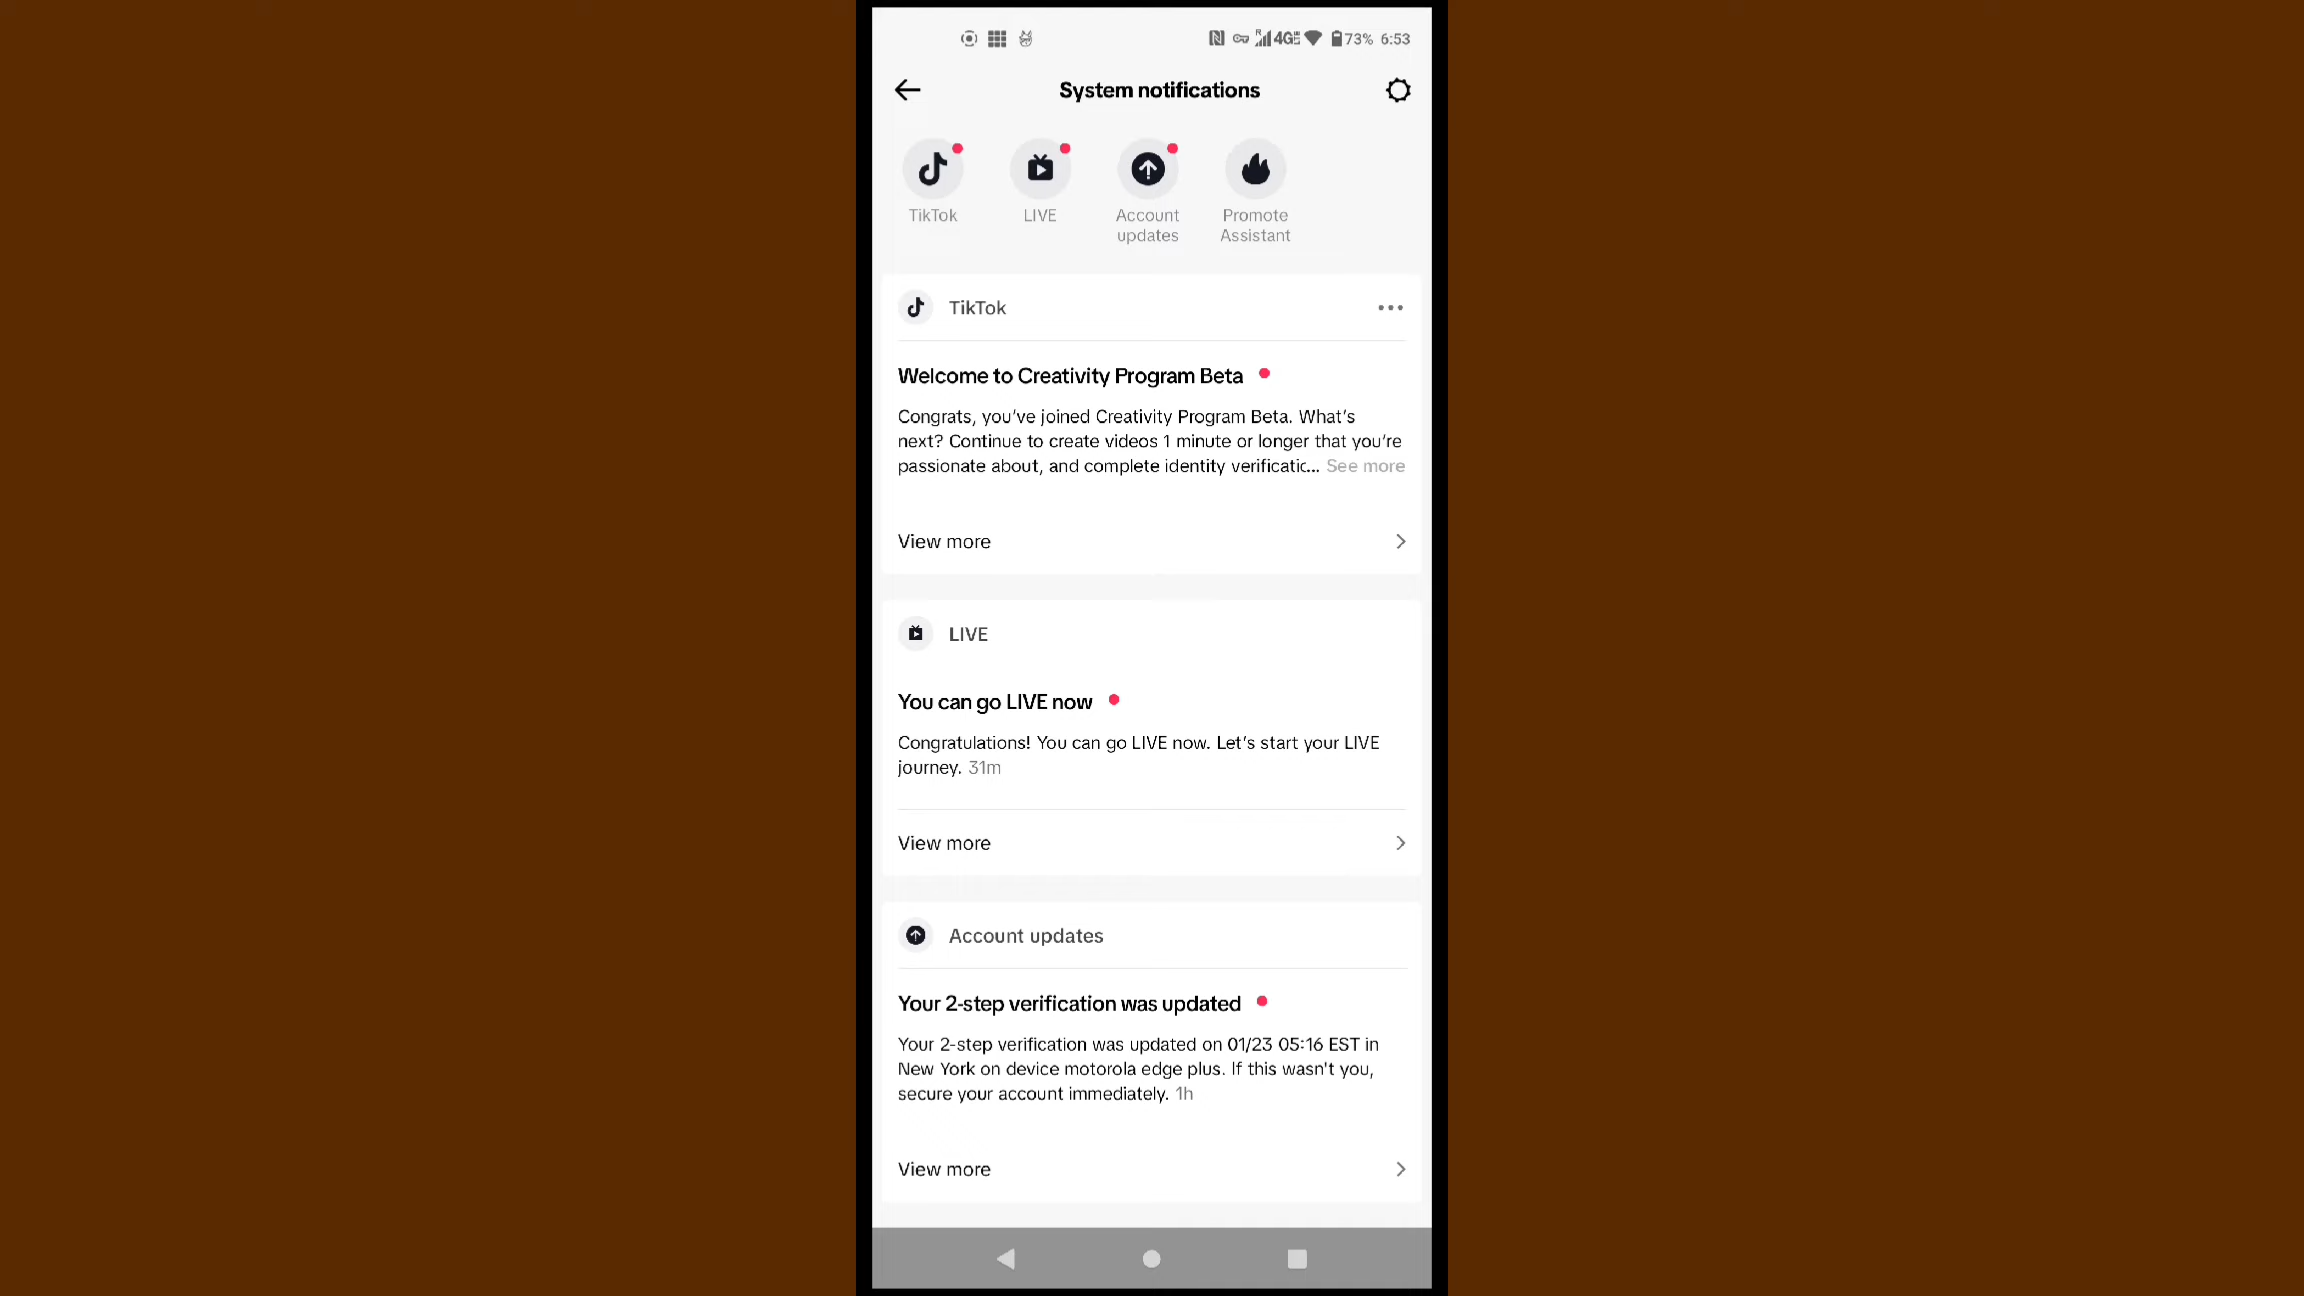 4G 73% 6:53
System notifications
TikTok LIVE Account updates Promote Assistant
TikTok
Welcome to Creativity Program Beta
Congrats, you’ve joined Creativity Program Beta. What’s
next? Continue to create videos 1 minute or longer that you’re
passionate about, and complete identity verificatic... See more
View more
LIVE
You can go LIVE now
Congratulations! You can go LIVE now. Let’s start your LIVE
journey. 31m
View more
Account updates
Your 2-step verification was updated
Your 2-step verification was updated on 01/23 05:16 EST in
New York on device motorola edge plus. If this wasn't you,
secure your account immediately. 1h
View more